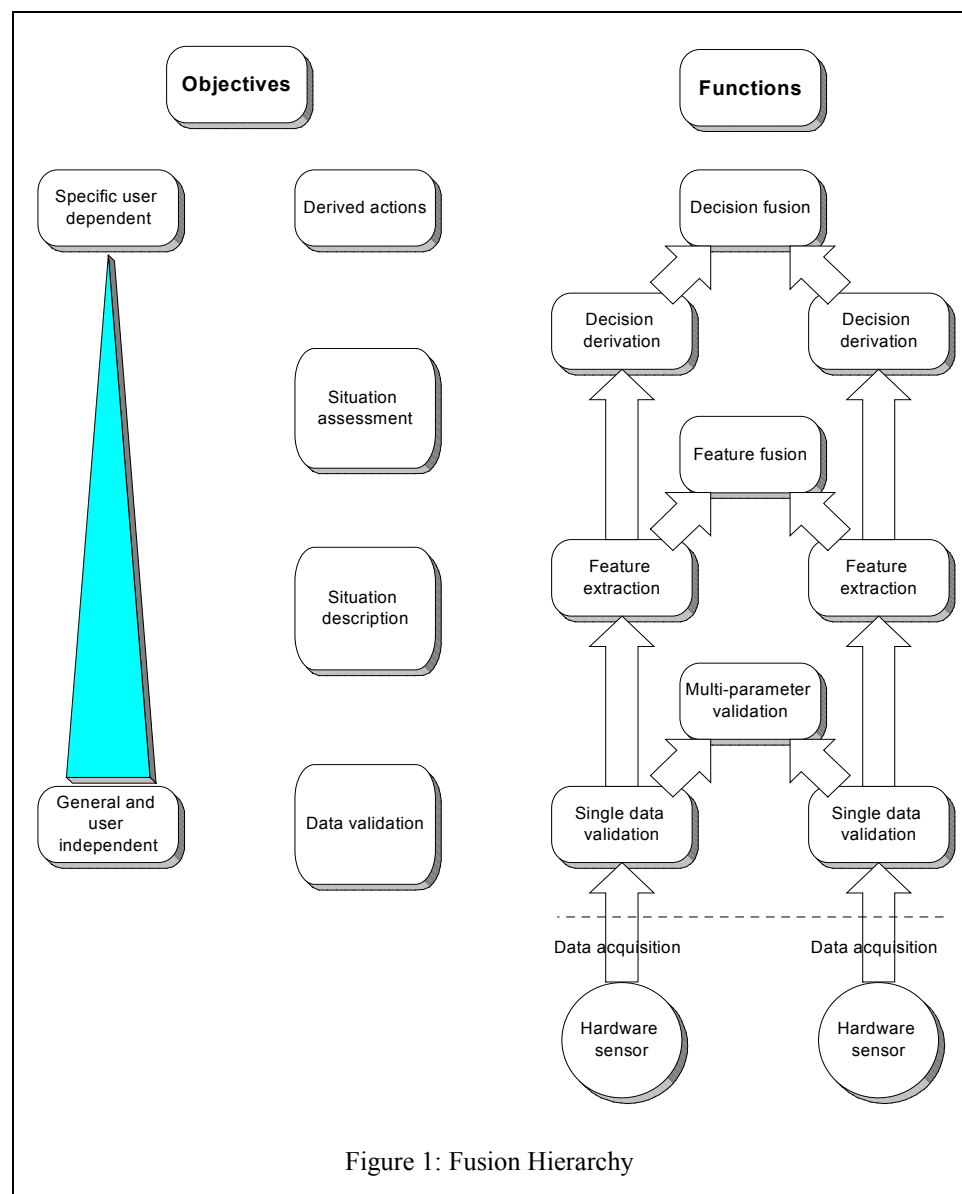 Objectives
Functions
Specific user
dependent
Derived actions
Decision fusion
Decision
derivation
Decision
derivation
Situation
assessment
Feature fusion
Situation
description
Feature
extraction
Feature
extraction
Multi-parameter
validation
General and
user
independent
Data validation
Single data
validation
Single data
validation
Data acquisition
Data acquisition
Hardware
sensor
Hardware
sensor
Figure 1: Fusion Hierarchy